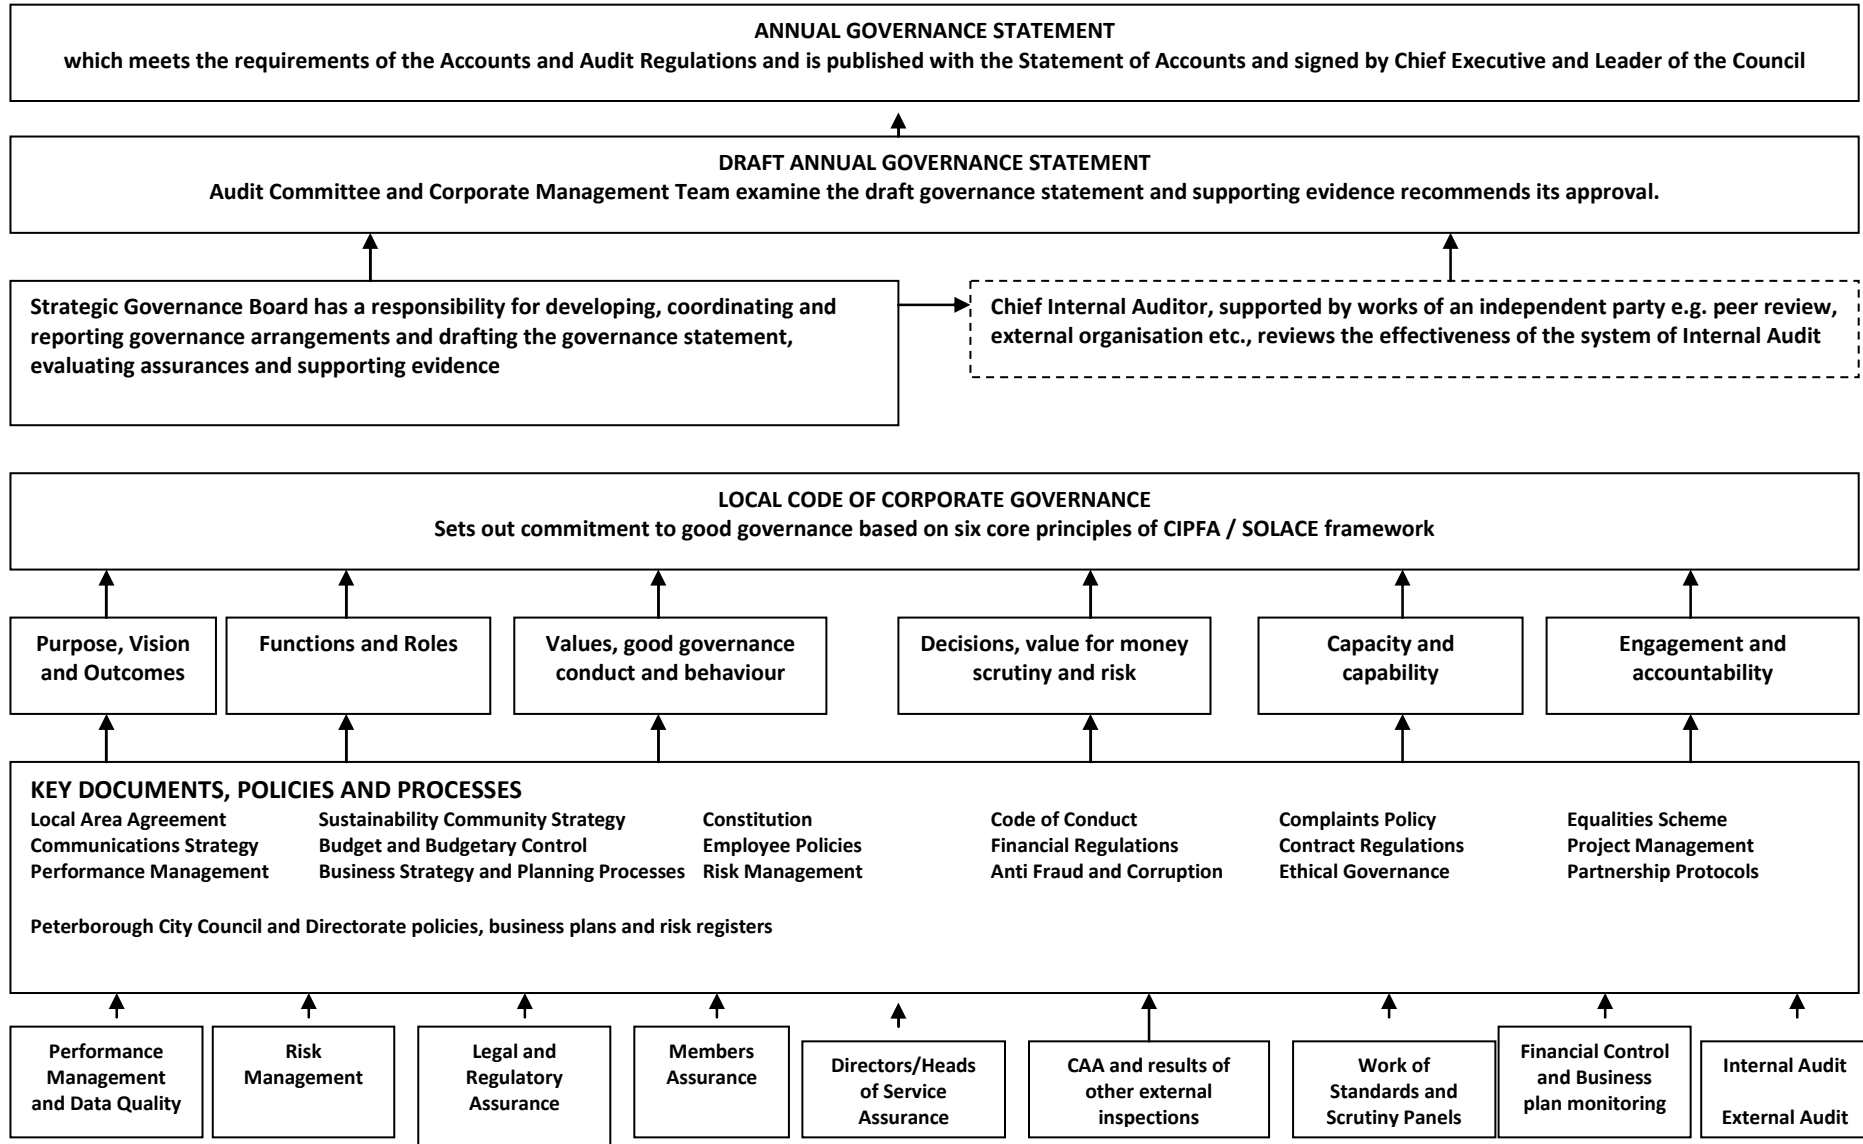 ANNUAL GOVERNANCE STATEMENT
which meets the requirements of the Accounts and Audit Regulations and is published with the Statement of Accounts and signed by Chief Executive and Leader of the Council
DRAFT ANNUAL GOVERNANCE STATEMENT
Audit Committee and Corporate Management Team examine the draft governance statement and supporting evidence recommends its approval.
Strategic Governance Board has a responsibility for developing, coordinating and
reporting governance arrangements and drafting the governance statement,
evaluating assurances and supporting evidence
Chief Internal Auditor, supported by works of an independent party e.g. peer review,
external organisation etc., reviews the effectiveness of the system of Internal Audit
LOCAL CODE OF CORPORATE GOVERNANCE
Sets out commitment to good governance based on six core principles of CIPFA / SOLACE framework
Purpose, Vision
and Outcomes
Functions and Roles
Values, good governance
conduct and behaviour
Decisions, value for money
scrutiny and risk
Capacity and
capability
Engagement and
accountability
KEY DOCUMENTS, POLICIES AND PROCESSES
Local Area Agreement Sustainability Community Strategy Constitution Code of Conduct Complaints Policy Equalities Scheme
Communications Strategy Budget and Budgetary Control Employee Policies Financial Regulations Contract Regulations Project Management
Performance Management Business Strategy and Planning Processes Risk Management Anti Fraud and Corruption Ethical Governance Partnership Protocols
Peterborough City Council and Directorate policies, business plans and risk registers
Performance
Management
and Data Quality
Risk
Management
Legal and
Regulatory
Assurance
Members
Assurance
Directors/Heads
of Service
Assurance
CAA and results of
other external
inspections
Work of
Standards and
Scrutiny Panels
Financial Control
and Business
plan monitoring
Internal Audit
External Audit